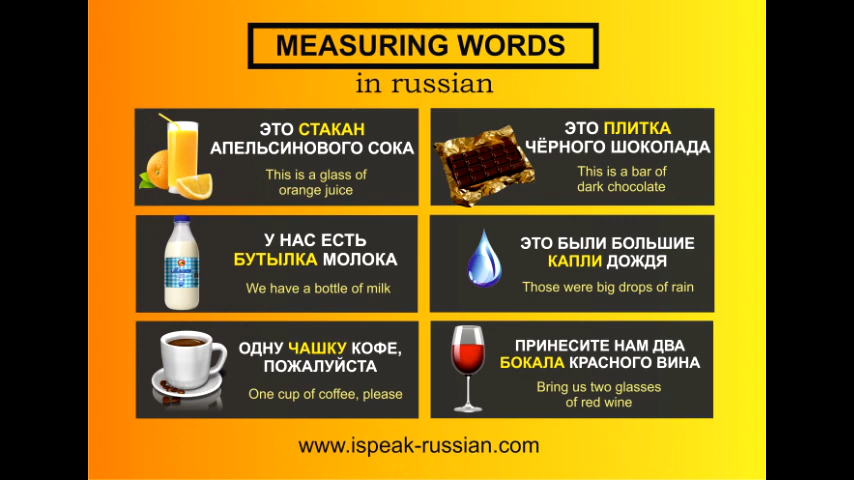 MEASURING WORDS
in russian
ЭТО СТАКАН
АПЕЛЬСИНОВОГО СОКА
This is a glass of
orange juice
ЭТО ПЛИТКА
ЧЁРНОГО ШОКОЛАДА
This is a bar of
dark chocolate
У НАС ЕСТЬ
БУТЫЛКА МОЛОКА
We have a bottle of milk
ЭТО БЫЛИ БОЛЬШИЕ
КАПЛИ ДОЖДЯ
Those were big drops of rain
ОДНУ ЧАШКУ КОФЕ,
ПОЖАЛУЙСТА
One cup of coffee, please
ПРИНЕСИТЕ НАМ ДВА
БОКАЛА КРАСНОГО ВИНА
Bring us two glasses
of red wine
www.ispeak-russian.com